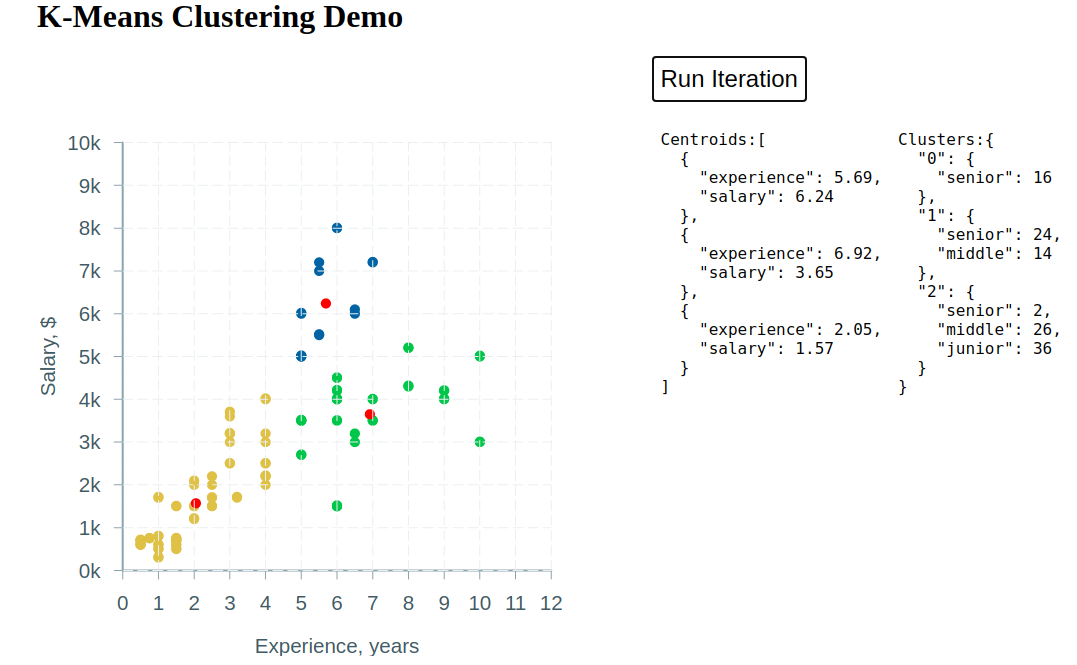 K-Means Clustering Demo
Run Iteration
10k
9k
8k
7k
6k
5k
4k
3k
2k
1k
0k
Salary, $
0 1 2 3 4 5 6 7 8 9 10 11 12
Experience, years
Centroids:[
  {
    "experience": 5.69,
    "salary": 6.24
  },
  {
    "experience": 6.92,
    "salary": 3.65
  },
  {
    "experience": 2.05,
    "salary": 1.57
  }
]
Clusters:{
  "0": {
    "senior": 16
  },
  "1": {
    "senior": 24,
    "middle": 14
  },
  "2": {
    "senior": 2,
    "middle": 26,
    "junior": 36
  }
}